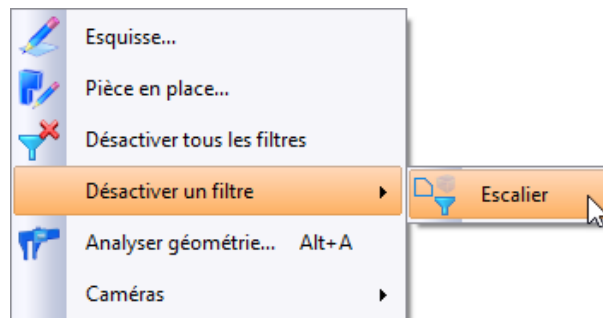 Esquisse...
Pièce en place...
Désactiver tous les filtres
Désactiver un filtre
Escalier
Analyser géométrie... Alt+A
Caméras